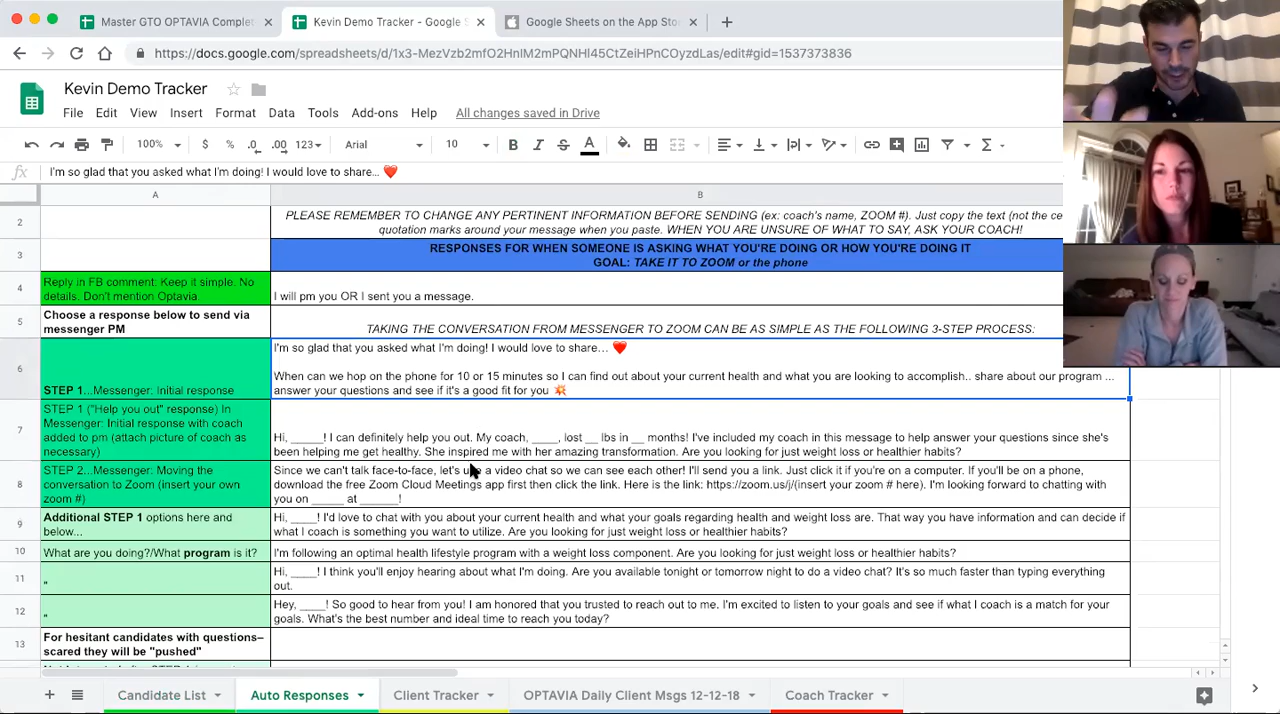 Master GTO OPTAVIA Complet
Kevin Demo Tracker - Google S
Google Sheets on the App Sto
https://docs.google.com/spreadsheets/d/1x3-MezVzb2mfO2HnlM2mPQNHl45CtZeiHPnCOyzdLas/edit#gid=1537373836
Kevin Demo Tracker
File Edit View Insert Format Data Tools Add-ons Help All changes saved in Drive
100% $ % .0 .00 123 Arial 10 B I S A
fx I'm so glad that you asked what I'm doing! I would love to share... ❤️
A B
2 PLEASE REMEMBER TO CHANGE ANY PERTINENT INFORMATION BEFORE SENDING (ex: coach's name, ZOOM #). Just copy the text (not the ce
quotation marks around your message when you paste. WHEN YOU ARE UNSURE OF WHAT TO SAY, ASK YOUR COACH!
3 RESPONSES FOR WHEN SOMEONE IS ASKING WHAT YOU'RE DOING OR HOW YOU'RE DOING IT
GOAL: TAKE IT TO ZOOM or the phone
4 Reply in FB comment: Keep it simple. No
details. Don't mention Optavia.
I will pm you OR I sent you a message.
5 Choose a response below to send via
messenger PM
TAKING THE CONVERSATION FROM MESSENGER TO ZOOM CAN BE AS SIMPLE AS THE FOLLOWING 3-STEP PROCESS:
6 STEP 1...Messenger: Initial response
I'm so glad that you asked what I'm doing! I would love to share... ❤️
When can we hop on the phone for 10 or 15 minutes so I can find out about your current health and what you are looking to accomplish.. share about our program ...
answer your questions and see if it's a good fit for you 💥
7 STEP 1 ("Help you out" response) In
Messenger: Initial response with coach
added to pm (attach picture of coach as
necessary)
Hi, _____! I can definitely help you out. My coach, ____, lost __ lbs in __ months! I've included my coach in this message to help answer your questions since she's
been helping me get healthy. She inspired me with her amazing transformation. Are you looking for just weight loss or healthier habits?
8 STEP 2...Messenger: Moving the
conversation to Zoom (insert your own
zoom #)
Since we can't talk face-to-face, let's use a video chat so we can see each other! I'll send you a link. Just click it if you're on a computer. If you'll be on a phone,
download the free Zoom Cloud Meetings app first then click the link. Here is the link: https://zoom.us/j/(insert your zoom # here). I'm looking forward to chatting with
you on _____ at ______!
9 Additional STEP 1 options here and
below...
Hi, ____! I'd love to chat with you about your current health and what your goals regarding health and weight loss are. That way you have information and can decide if
what I coach is something you want to utilize. Are you looking for just weight loss or healthier habits?
10 What are you doing?/What program is it?
I'm following an optimal health lifestyle program with a weight loss component. Are you looking for just weight loss or healthier habits?
11 "
Hi, ____! I think you'll enjoy hearing about what I'm doing. Are you available tonight or tomorrow night to do a video chat? It's so much faster than typing everything
out.
12 "
Hey, ____! So good to hear from you! I am honored that you trusted to reach out to me. I'm excited to listen to your goals and see if what I coach is a match for your
goals. What's the best number and ideal time to reach you today?
13 For hesitant candidates with questions–
scared they will be "pushed"
Candidate List Auto Responses Client Tracker OPTAVIA Daily Client Msgs 12-12-18 Coach Tracker